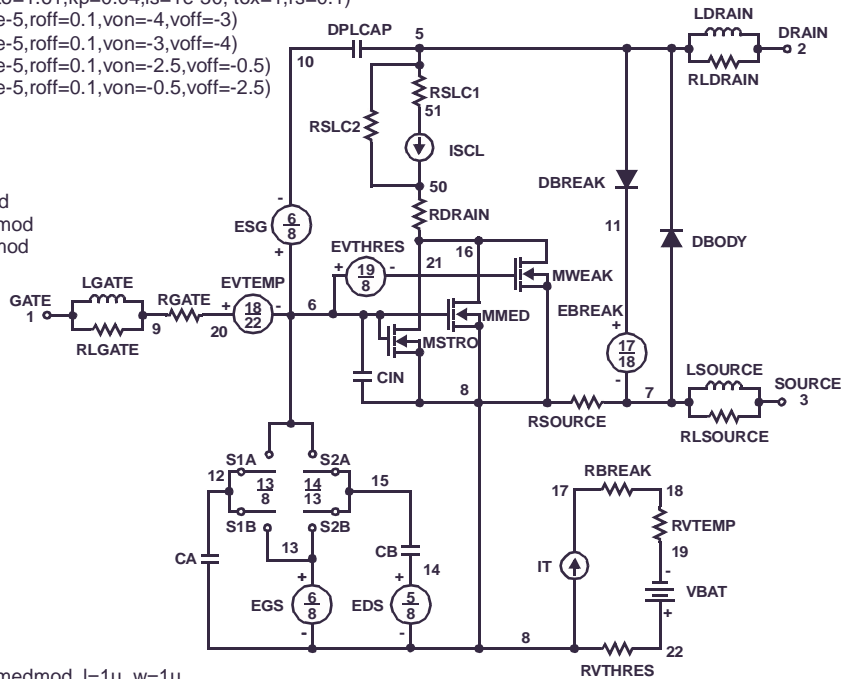 e-5,roff=0.1,von=-4,voff=-3)
e-5,roff=0.1,von=-3,voff=-4)
e-5,roff=0.1,von=-2.5,voff=-0.5)
e-5,roff=0.1,von=-0.5,voff=-2.5)
DPLCAP
5
10
LDRAIN
DRAIN
2
RLDRAIN
RSLC1
51
RSLC2
ISCL
50
RDRAIN
DBREAK
11
DBODY
d
mod
mod
ESG
-
6
8
+
EVTHRES
+
19
8
-
21
16
MWEAK
LGATE
GATE
1
RLGATE
9
RGATE
20
EVTEMP
+
18
22
-
6
MMED
MSTRO
CIN
8
EBREAK
+
17
18
-
7
LSOURCE
SOURCE
3
RLSOURCE
RSOURCE
S1A
S2A
12
13
8
14
13
15
S1B
S2B
13
CA
CB
14
EGS
+
6
8
-
EDS
+
5
8
-
8
RBREAK
17
18
RVTEMP
19
IT
-
VBAT
+
22
RVTHRES